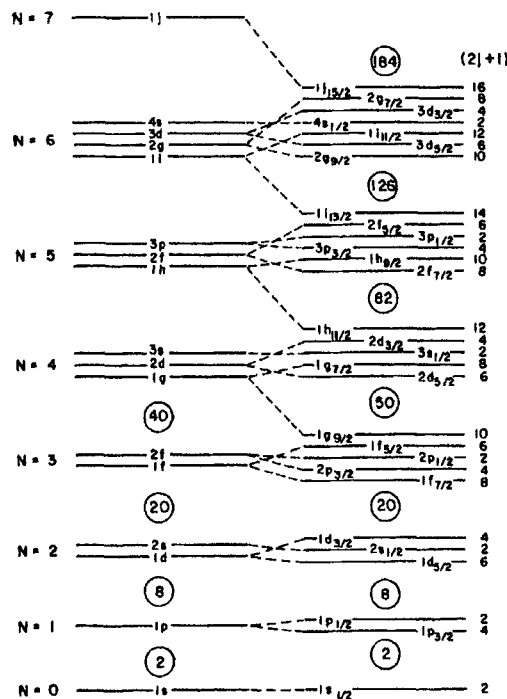 N = 7 1j
184 (2j+1)
1j15/2 16
2g7/2 8
3d3/2 4
4s 4s1/2 2
N = 6 3d 1i11/2 12
2g 3d5/2 6
1i 2g9/2 10
126
1i13/2 14
2f5/2 6
3p1/2 2
3p 3p3/2 4
N = 5 2f 1h9/2 10
1h 2f7/2 8
82
1h11/2 12
2d3/2 4
3s 3s1/2 2
N = 4 2d 1g7/2 8
1g 2d5/2 6
40 50
1g9/2 10
1f5/2 6
2f 2p1/2 2
N = 3 1f 2p3/2 4
1f7/2 8
20 20
1d3/2 4
2s 2s1/2 2
N = 2 1d 1d5/2 6
8 8
1p1/2 2
N = 1 1p 1p3/2 4
2 2
N = 0 1s 1s1/2 2